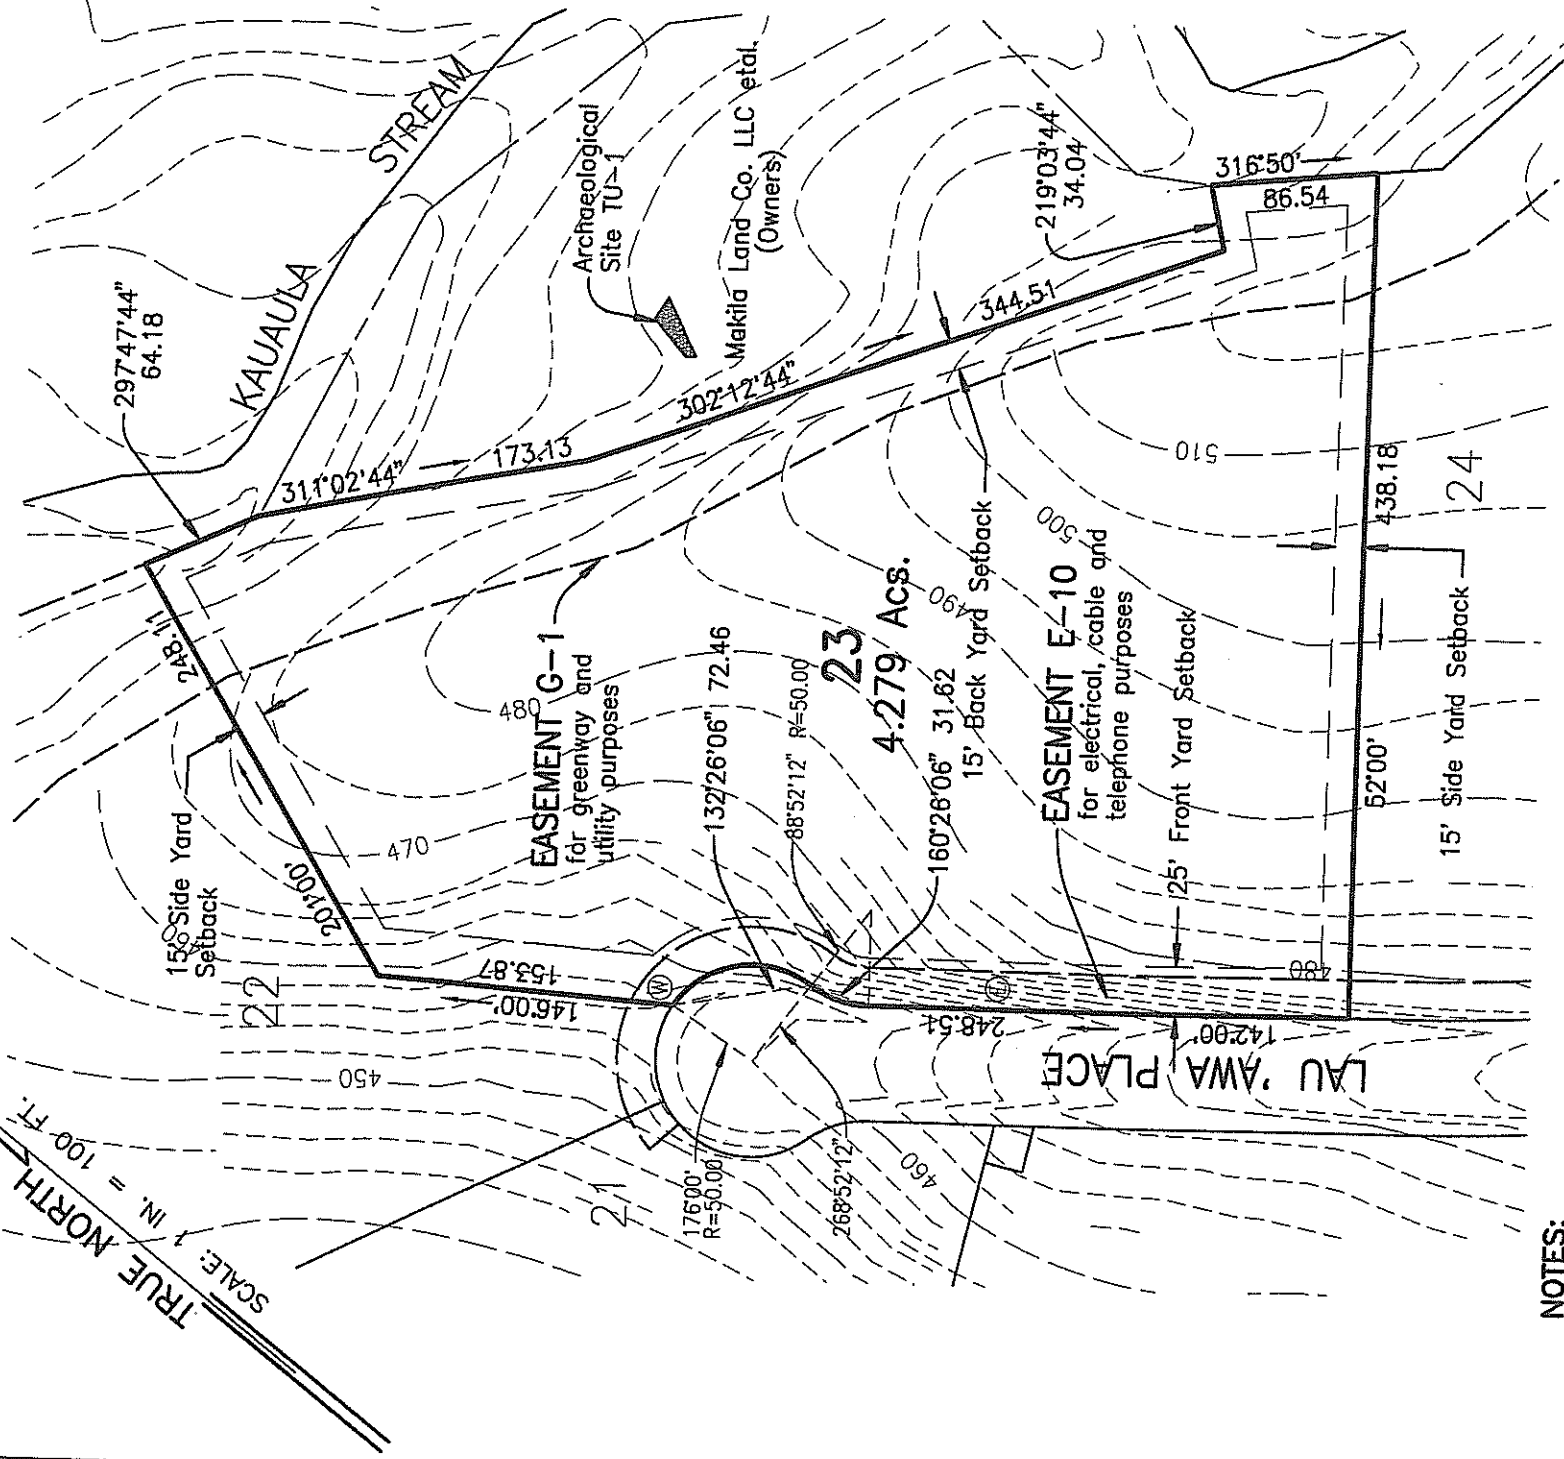 STREAM
KAUAULA
297°47'44"
64.18
Archaeological
Site TU-1
Makila Land Co. LLC etal.
(Owners)
219°03'44"
34.04
316°50'
86.54
344.51
302°12'44"
311°02'44"
173.13
248.11
201°00'
15' Side Yard
Setback
460
22
470
480
EASEMENT G-1
for greenway and
utility purposes
132°26'06" 72.46
88°52'12" R=50.00
23
4.279 Acs.
160°26'06" 31.62
15' Back Yard Setback
490
500
510
EASEMENT E-10
for electrical, cable and
telephone purposes
25' Front Yard Setback
438.18
52°00'
24
15' Side Yard Setback
480
153.87
146°00'
W
248.51
142°00'
LAU 'AWA PLACE
450
21
176°00'
R=50.00
268°52'12"
460
TRUE NORTH
SCALE: 1 IN. = 100 FT.
NOTES: